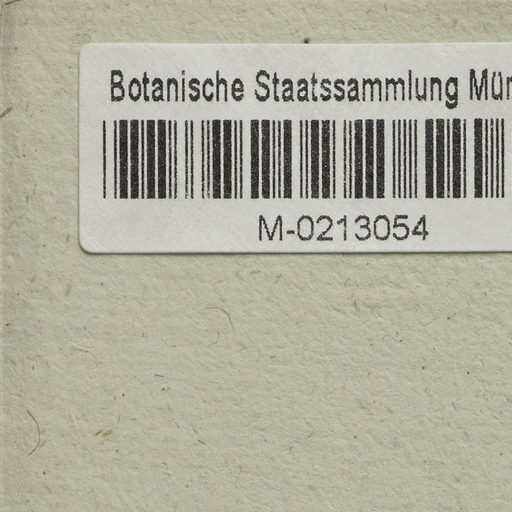 Botanische Staatssammlung Mün
M-0213054